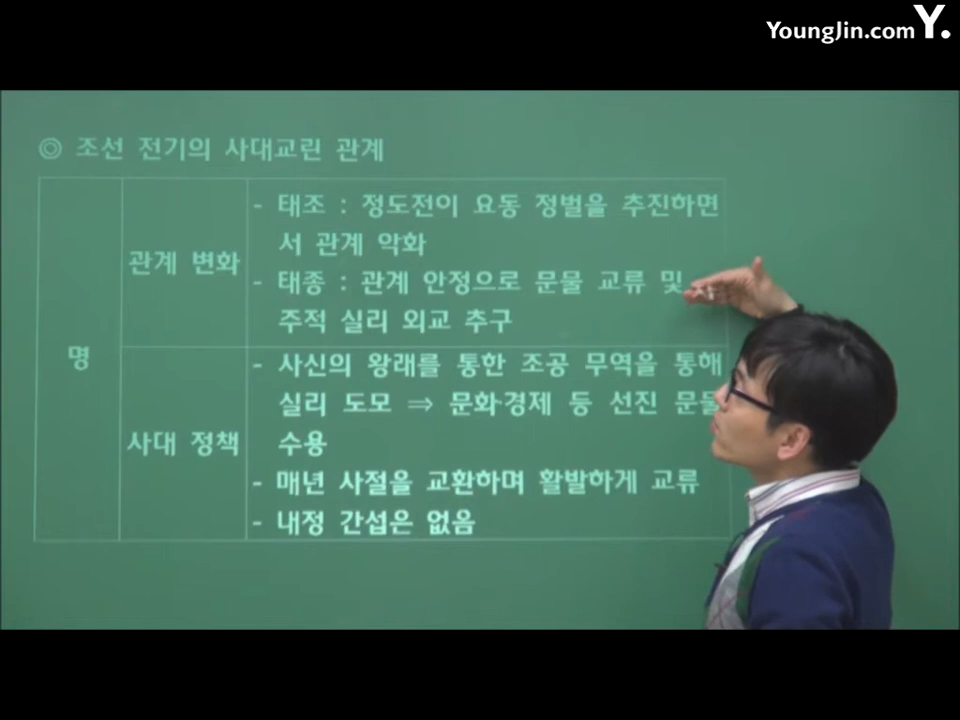 YoungJin.com Y.
◎ 조선 전기의 사대교린 관계
명
관계 변화
- 태조 : 정도전이 요동 정벌을 추진하면
서 관계 악화
- 태종 : 관계 안정으로 문물 교류 및
주적 실리 외교 추구
사대 정책
- 사신의 왕래를 통한 조공 무역을 통해
실리 도모 ⇒ 문화·경제 등 선진 문물
수용
- 매년 사절을 교환하며 활발하게 교류
- 내정 간섭은 없음